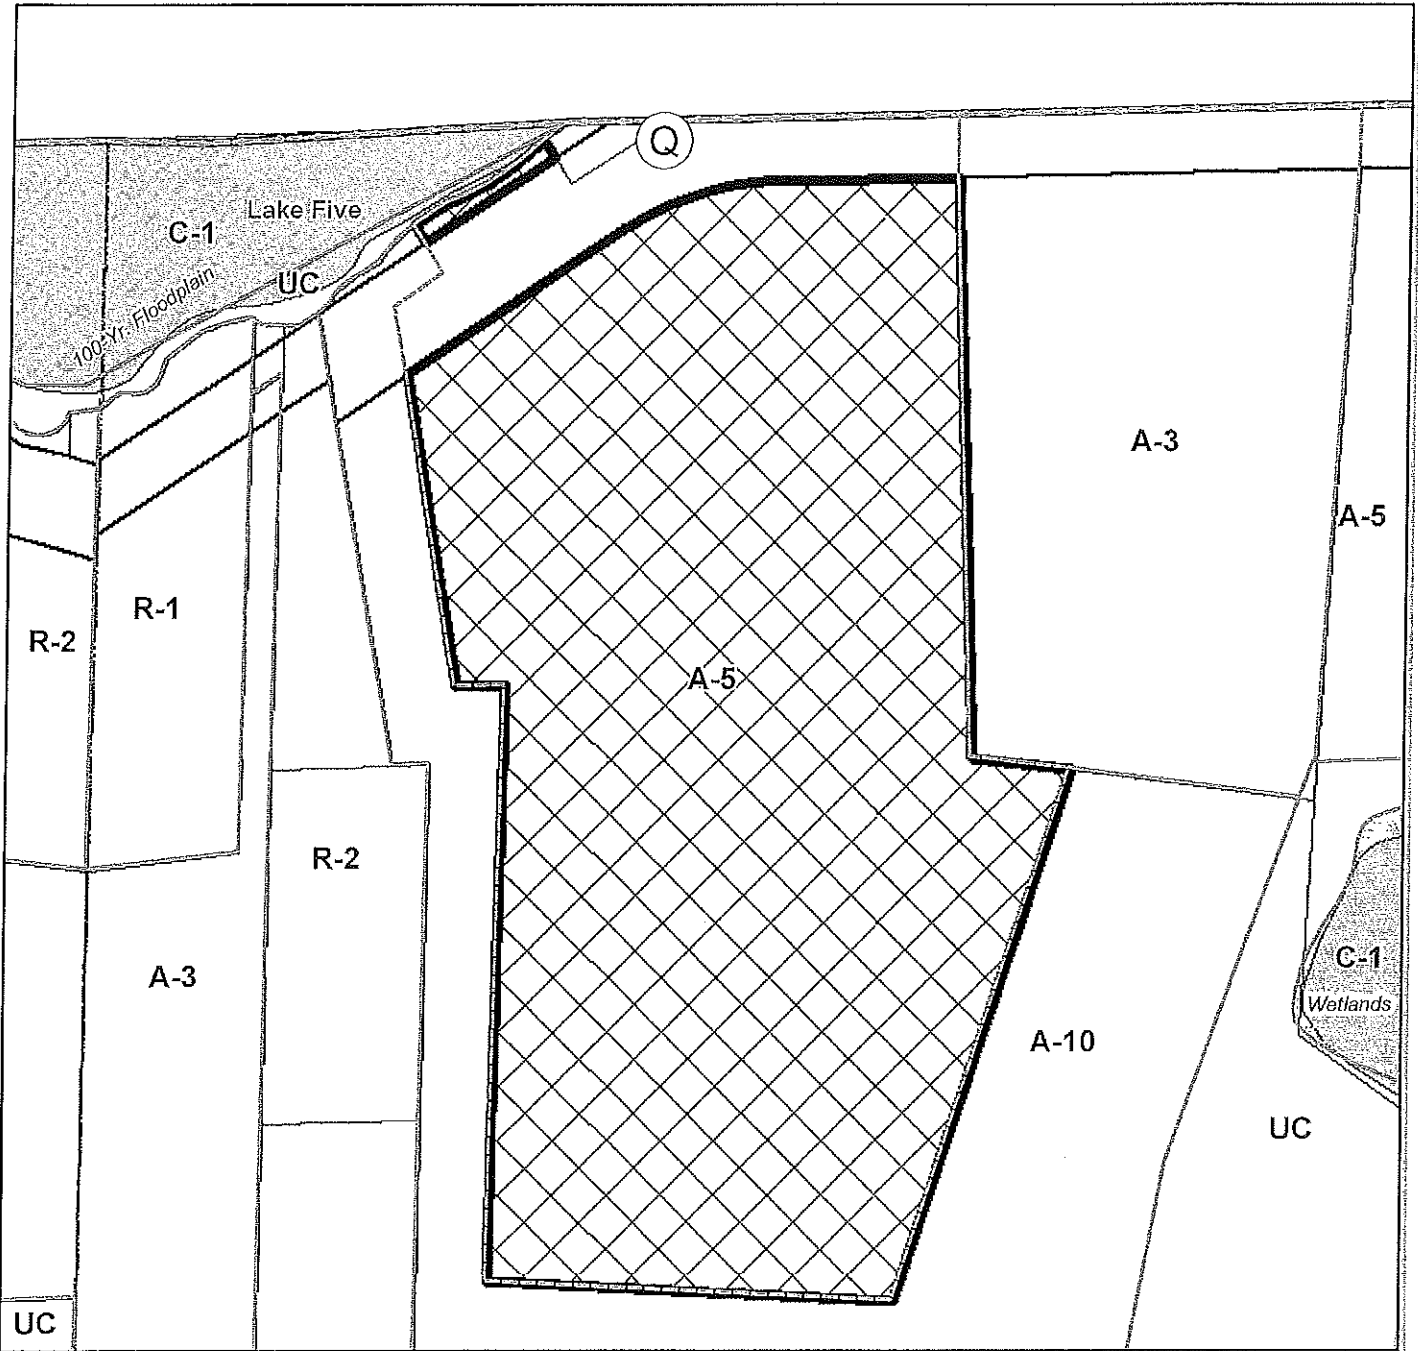 Q
Lake Five
C-1
UC
100-Yr. Floodplain
A-3
A-5
R-1
R-2
A-5
R-2
C-1
A-3
Wetlands
A-10
UC
UC